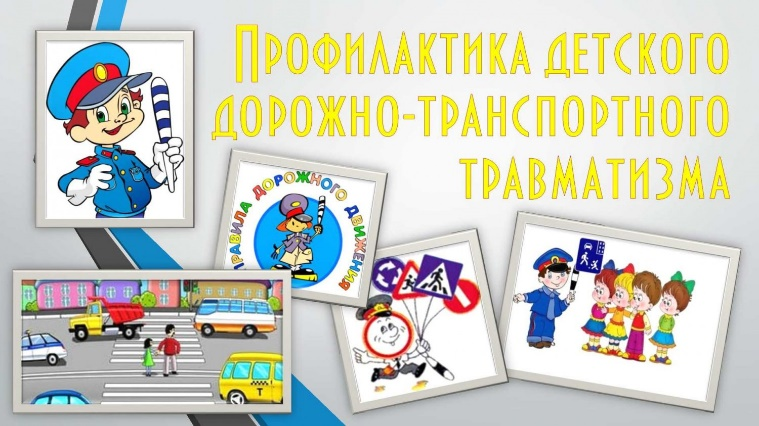 Профилактика детского
дорожно-транспортного
травматизма
ПРАВИЛА ДОРОЖНОГО ДВИЖЕНИЯ
Т